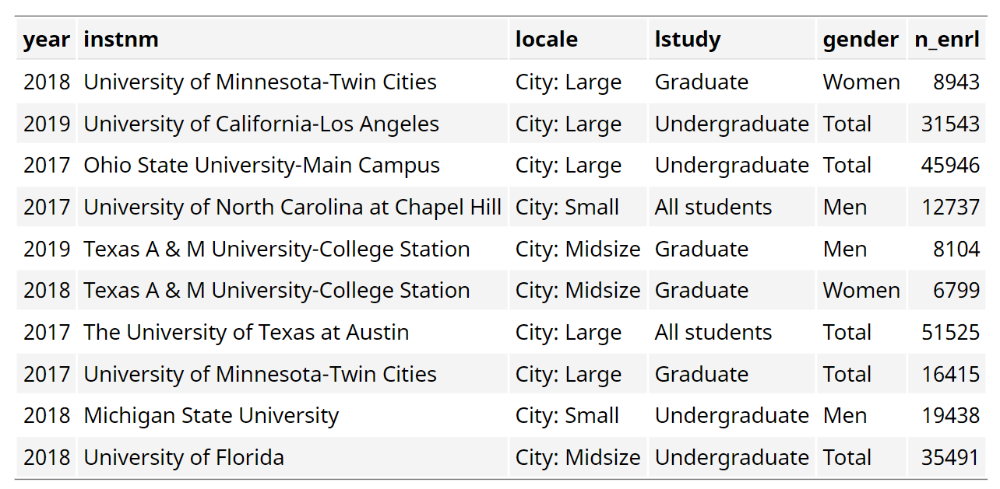 year instnm locale lstudy gender n_enrl
2018 University of Minnesota-Twin Cities City: Large Graduate Women 8943
2019 University of California-Los Angeles City: Large Undergraduate Total 31543
2017 Ohio State University-Main Campus City: Large Undergraduate Total 45946
2017 University of North Carolina at Chapel Hill City: Small All students Men 12737
2019 Texas A & M University-College Station City: Midsize Graduate Men 8104
2018 Texas A & M University-College Station City: Midsize Graduate Women 6799
2017 The University of Texas at Austin City: Large All students Total 51525
2017 University of Minnesota-Twin Cities City: Large Graduate Total 16415
2018 Michigan State University City: Small Undergraduate Men 19438
2018 University of Florida City: Midsize Undergraduate Total 35491